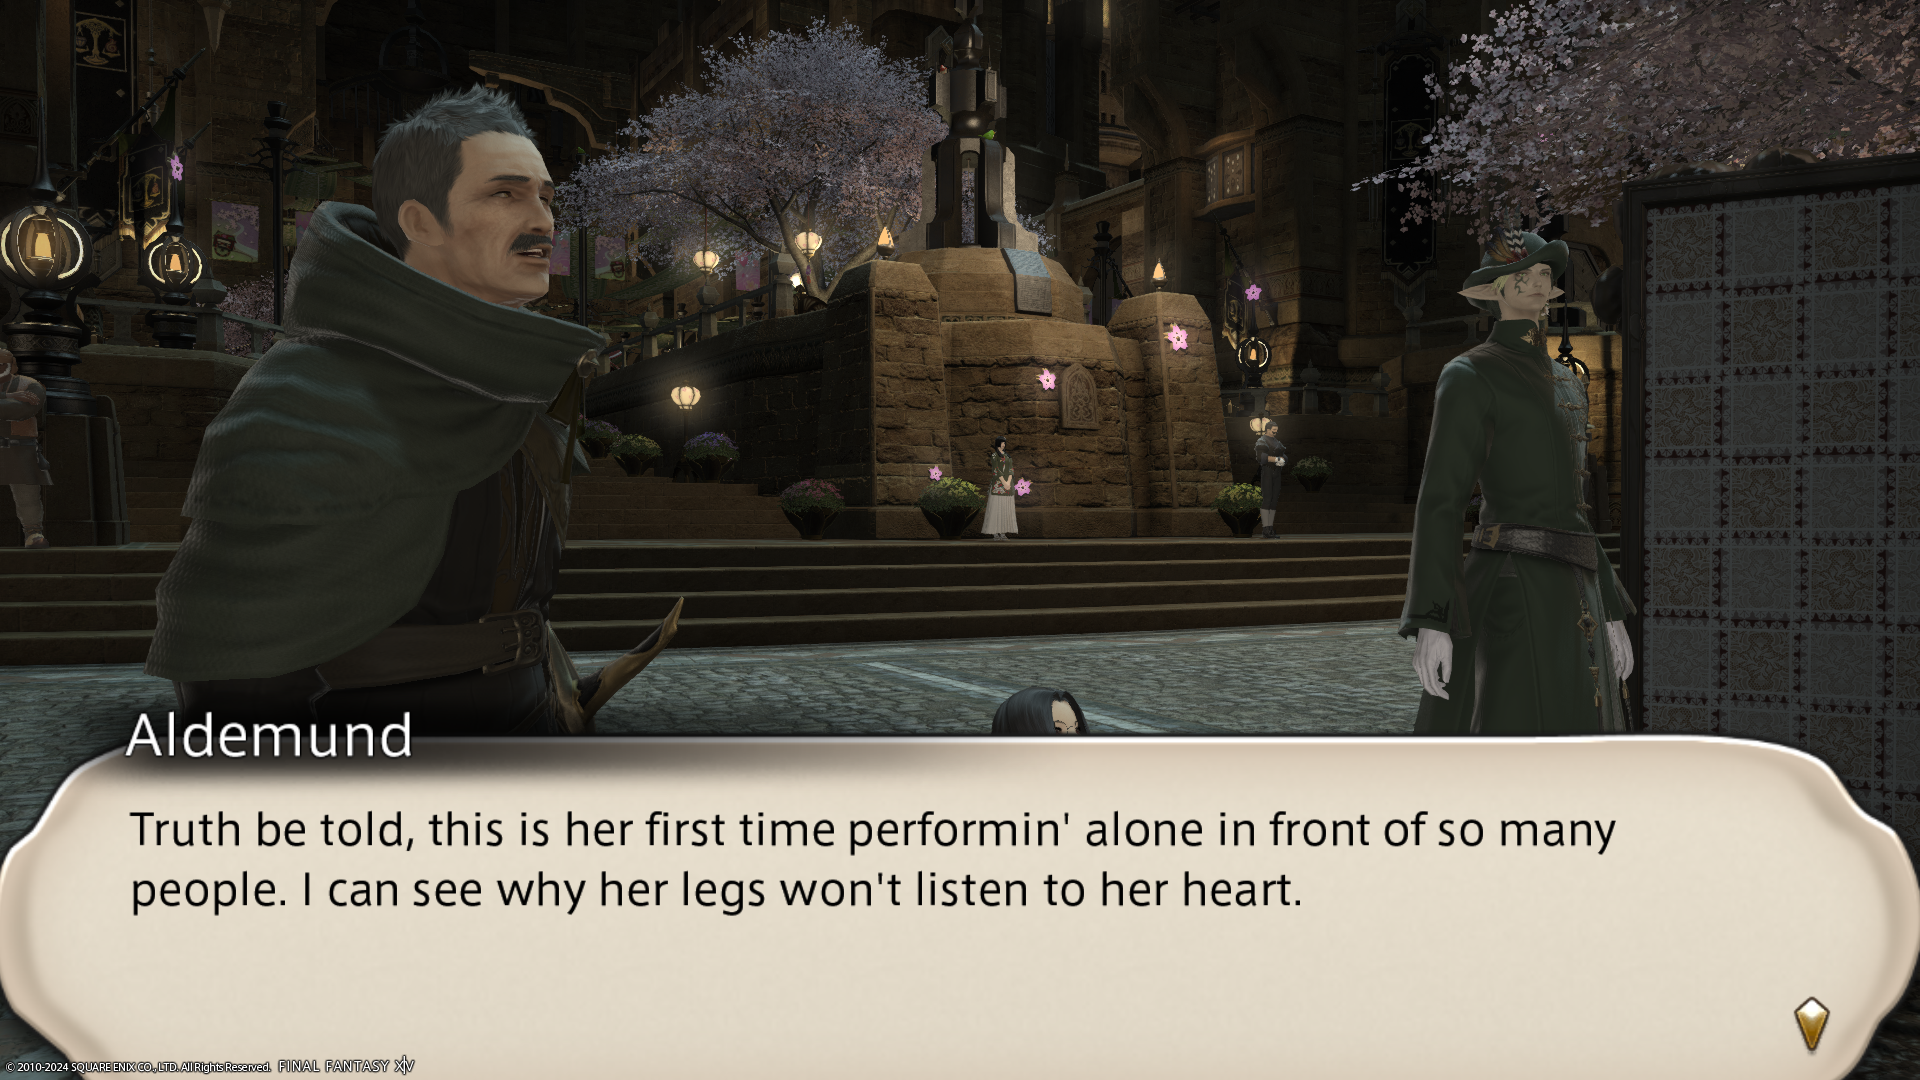 Aldemund
Truth be told, this is her first time performin' alone in front of so many
people. I can see why her legs won't listen to her heart.
© 2010-2024 SQUARE ENIX CO., LTD. All Rights Reserved. FINAL FANTASY XIV